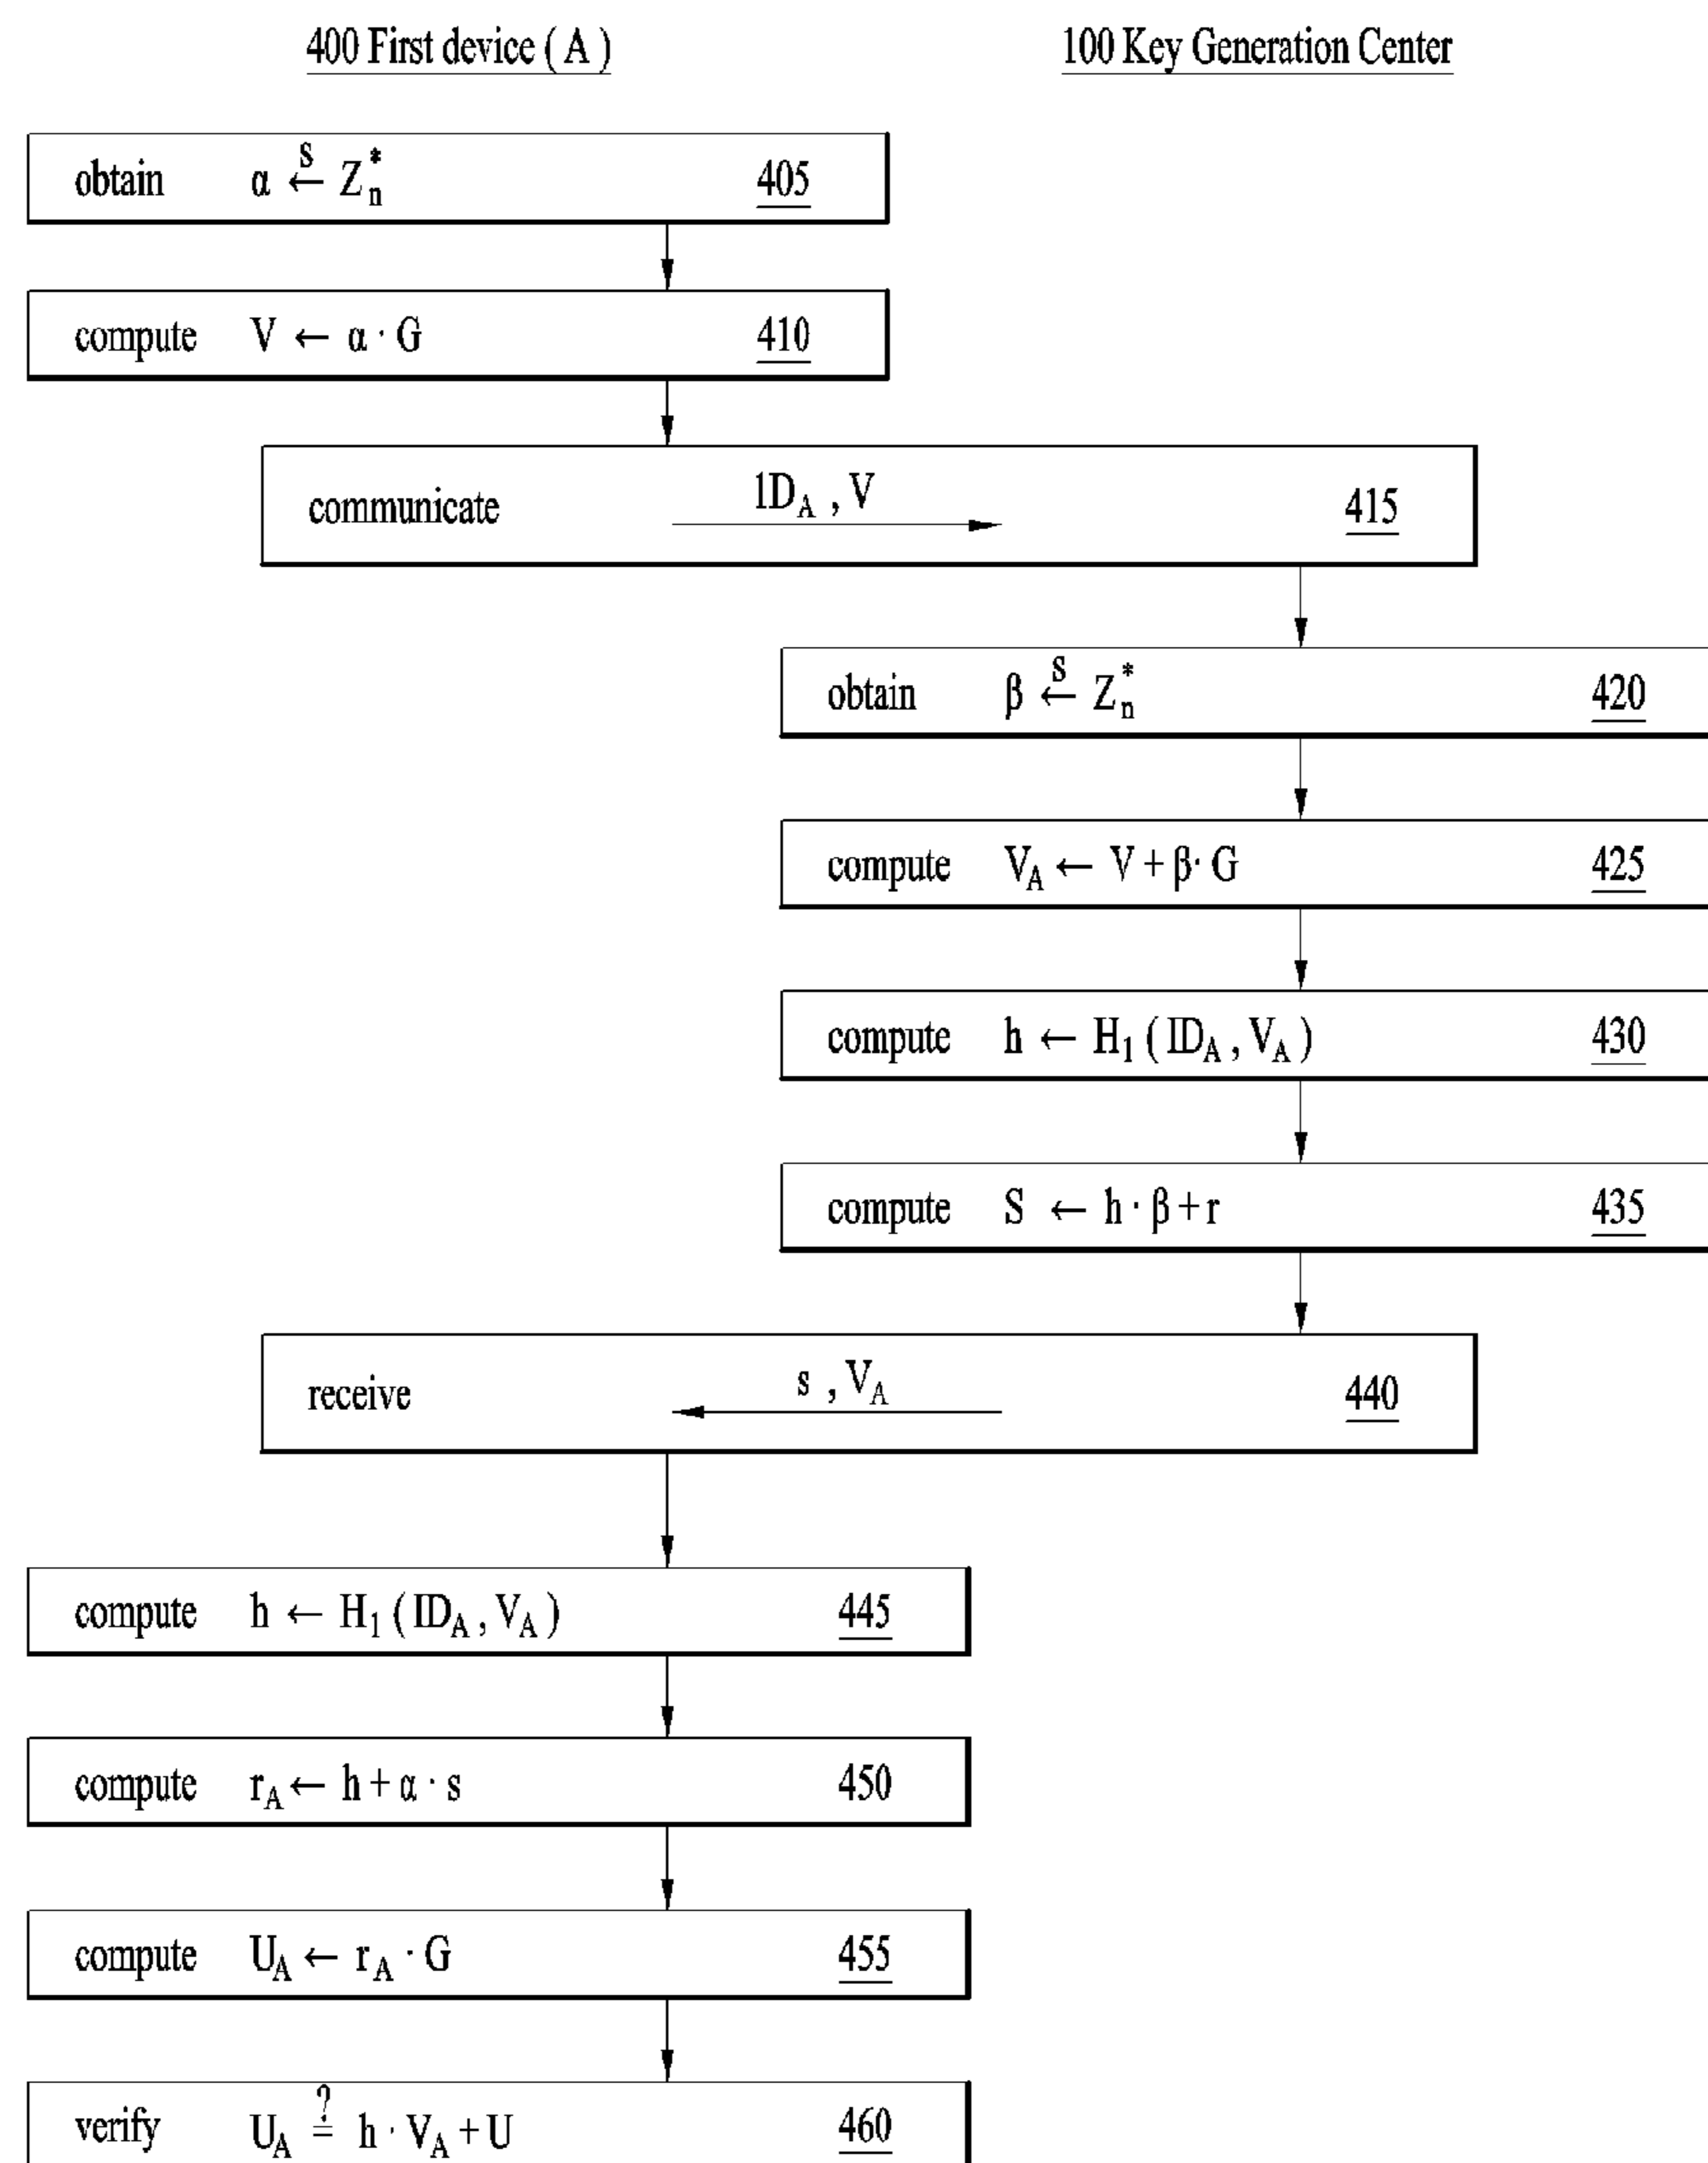 400 First device ( A )
100 Key Generation Center
obtain α ←s Z*n 405
compute V ← α · G 410
communicate 1D_A , V 415
obtain β ←s Z*n 420
compute V_A ← V + β · G 425
compute h ← H_1 ( ID_A , V_A ) 430
compute S ← h · β + r 435
receive s , V_A 440
compute h ← H_1 ( ID_A , V_A ) 445
compute r_A ← h + α · s 450
compute U_A ← r_A · G 455
verify U_A ?= h · V_A + U 460